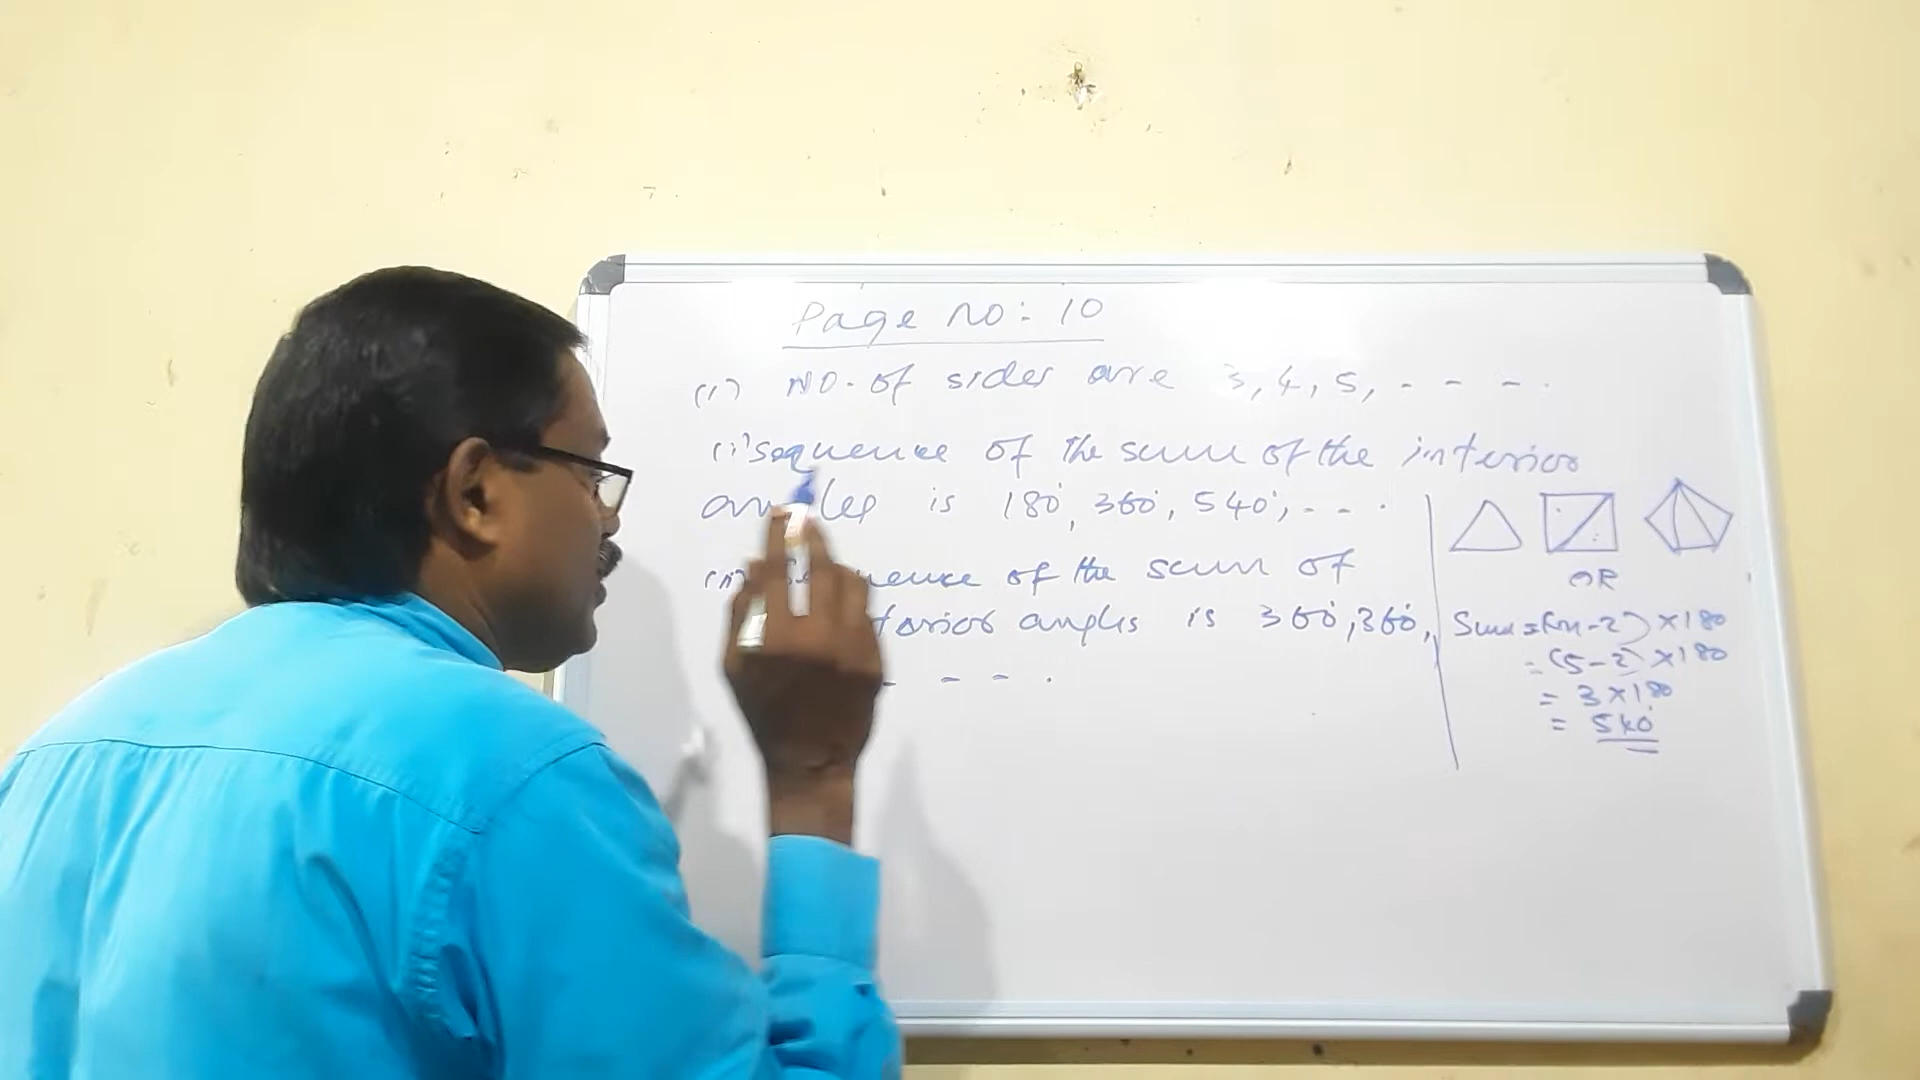 Page NO: 10
(i) NO. of sides are 3, 4, 5, - - - .
(i) sequence of the sum of the interior
angles is 180°, 360°, 540°, - - - .
(ii) sequence of the sum of
is 360°, 360°,
angles
- - - .
OR
Sum = (n-2) × 180
= (5-2) × 180
= 3 × 180
= 540°